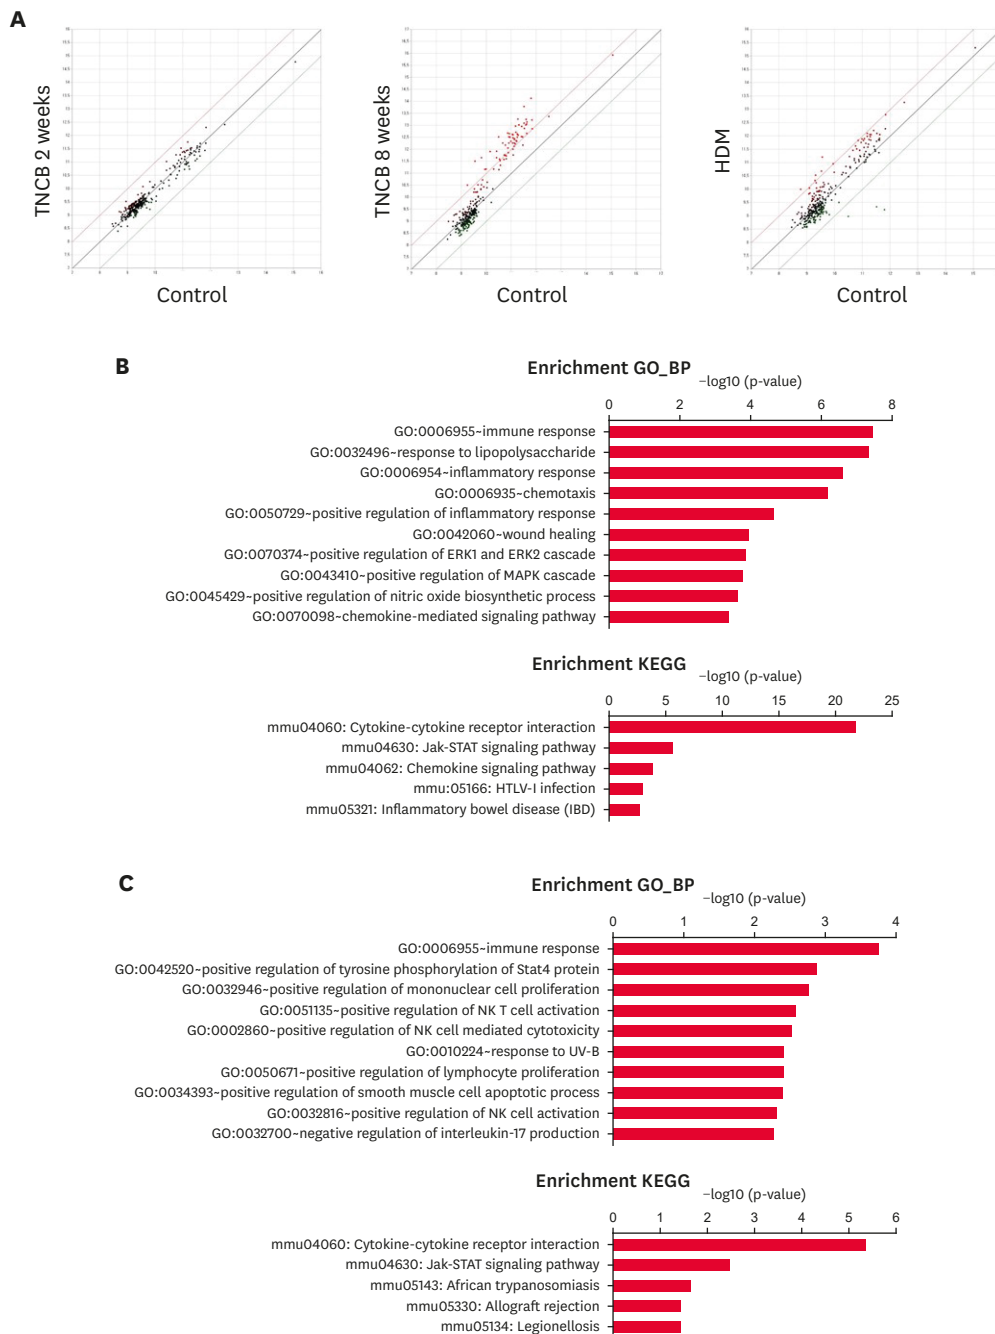 A
TNCB 2 weeks
Control
TNCB 8 weeks
Control
HDM
Control
B
Enrichment GO_BP
−log10 (p-value)
0 2 4 6 8
GO:0006955~immune response
GO:0032496~response to lipopolysaccharide
GO:0006954~inflammatory response
GO:0006935~chemotaxis
GO:0050729~positive regulation of inflammatory response
GO:0042060~wound healing
GO:0070374~positive regulation of ERK1 and ERK2 cascade
GO:0043410~positive regulation of MAPK cascade
GO:0045429~positive regulation of nitric oxide biosynthetic process
GO:0070098~chemokine-mediated signaling pathway
Enrichment KEGG
−log10 (p-value)
0 5 10 15 20 25
mmu04060: Cytokine-cytokine receptor interaction
mmu04630: Jak-STAT signaling pathway
mmu04062: Chemokine signaling pathway
mmu:05166: HTLV-I infection
mmu05321: Inflammatory bowel disease (IBD)
C
Enrichment GO_BP
−log10 (p-value)
0 1 2 3 4
GO:0006955~immune response
GO:0042520~positive regulation of tyrosine phosphorylation of Stat4 protein
GO:0032946~positive regulation of mononuclear cell proliferation
GO:0051135~positive regulation of NK T cell activation
GO:0002860~positive regulation of NK cell mediated cytotoxicity
GO:0010224~response to UV-B
GO:0050671~positive regulation of lymphocyte proliferation
GO:0034393~positive regulation of smooth muscle cell apoptotic process
GO:0032816~positive regulation of NK cell activation
GO:0032700~negative regulation of interleukin-17 production
Enrichment KEGG
−log10 (p-value)
0 1 2 3 4 5 6
mmu04060: Cytokine-cytokine receptor interaction
mmu04630: Jak-STAT signaling pathway
mmu05143: African trypanosomiasis
mmu05330: Allograft rejection
mmu05134: Legionellosis